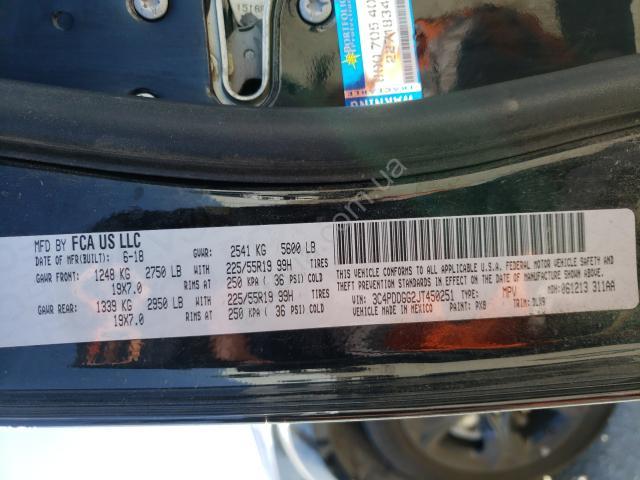 MFD BY FCA US LLC
DATE OF MFR(BUILT): 6-18 GVWR: 2541 KG 5600 LB
GAWR FRONT: 1248 KG 2750 LB WITH 225/55R19 99H TIRES
19X7.0 RIMS AT 250 KPA ( 36 PSI) COLD
GAWR REAR: 1339 KG 2950 LB WITH 225/55R19 99H TIRES
19X7.0 RIMS AT 250 KPA ( 36 PSI) COLD
THIS VEHICLE CONFORMS TO ALL APPLICABLE U.S.A. FEDERAL MOTOR VEHICLE SAFETY AND
THEFT PREVENTION STANDARDS IN EFFECT ON THE DATE OF MANUFACTURE SHOWN ABOVE.
VIN: 3C4PDDGG2JT450251 TYPE: MPV MDH: 061213 311AA
MADE IN MEXICO PAINT: PX8 TRIM:
WARNING